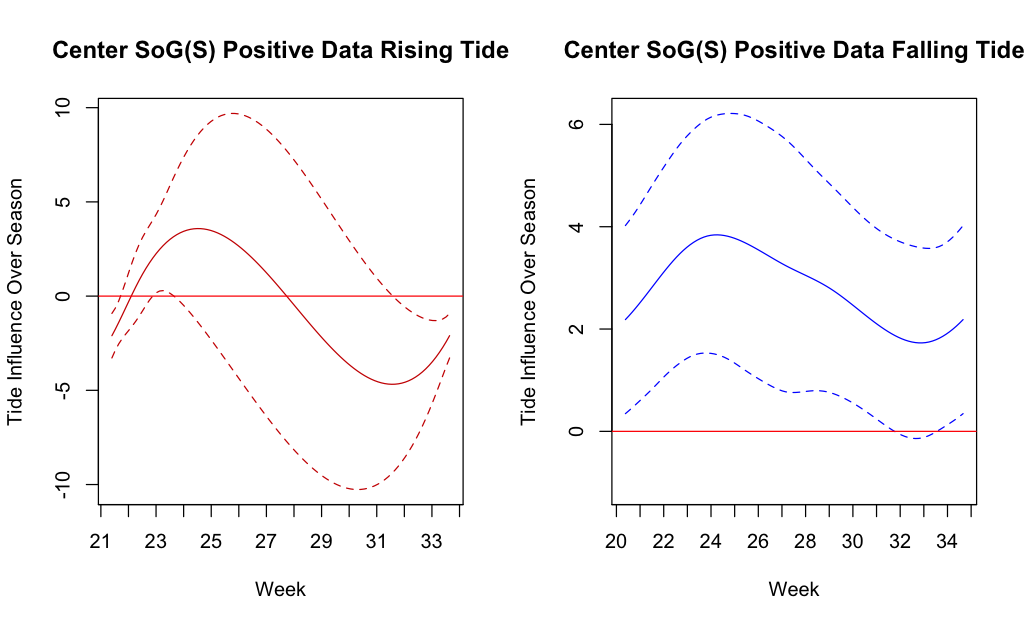 Center SoG(S) Positive Data Rising Tide
Tide Influence Over Season
10
5
0
-5
-10
21 23 25 27 29 31 33
Week
Center SoG(S) Positive Data Falling Tide
Tide Influence Over Season
6
4
2
0
20 22 24 26 28 30 32 34
Week